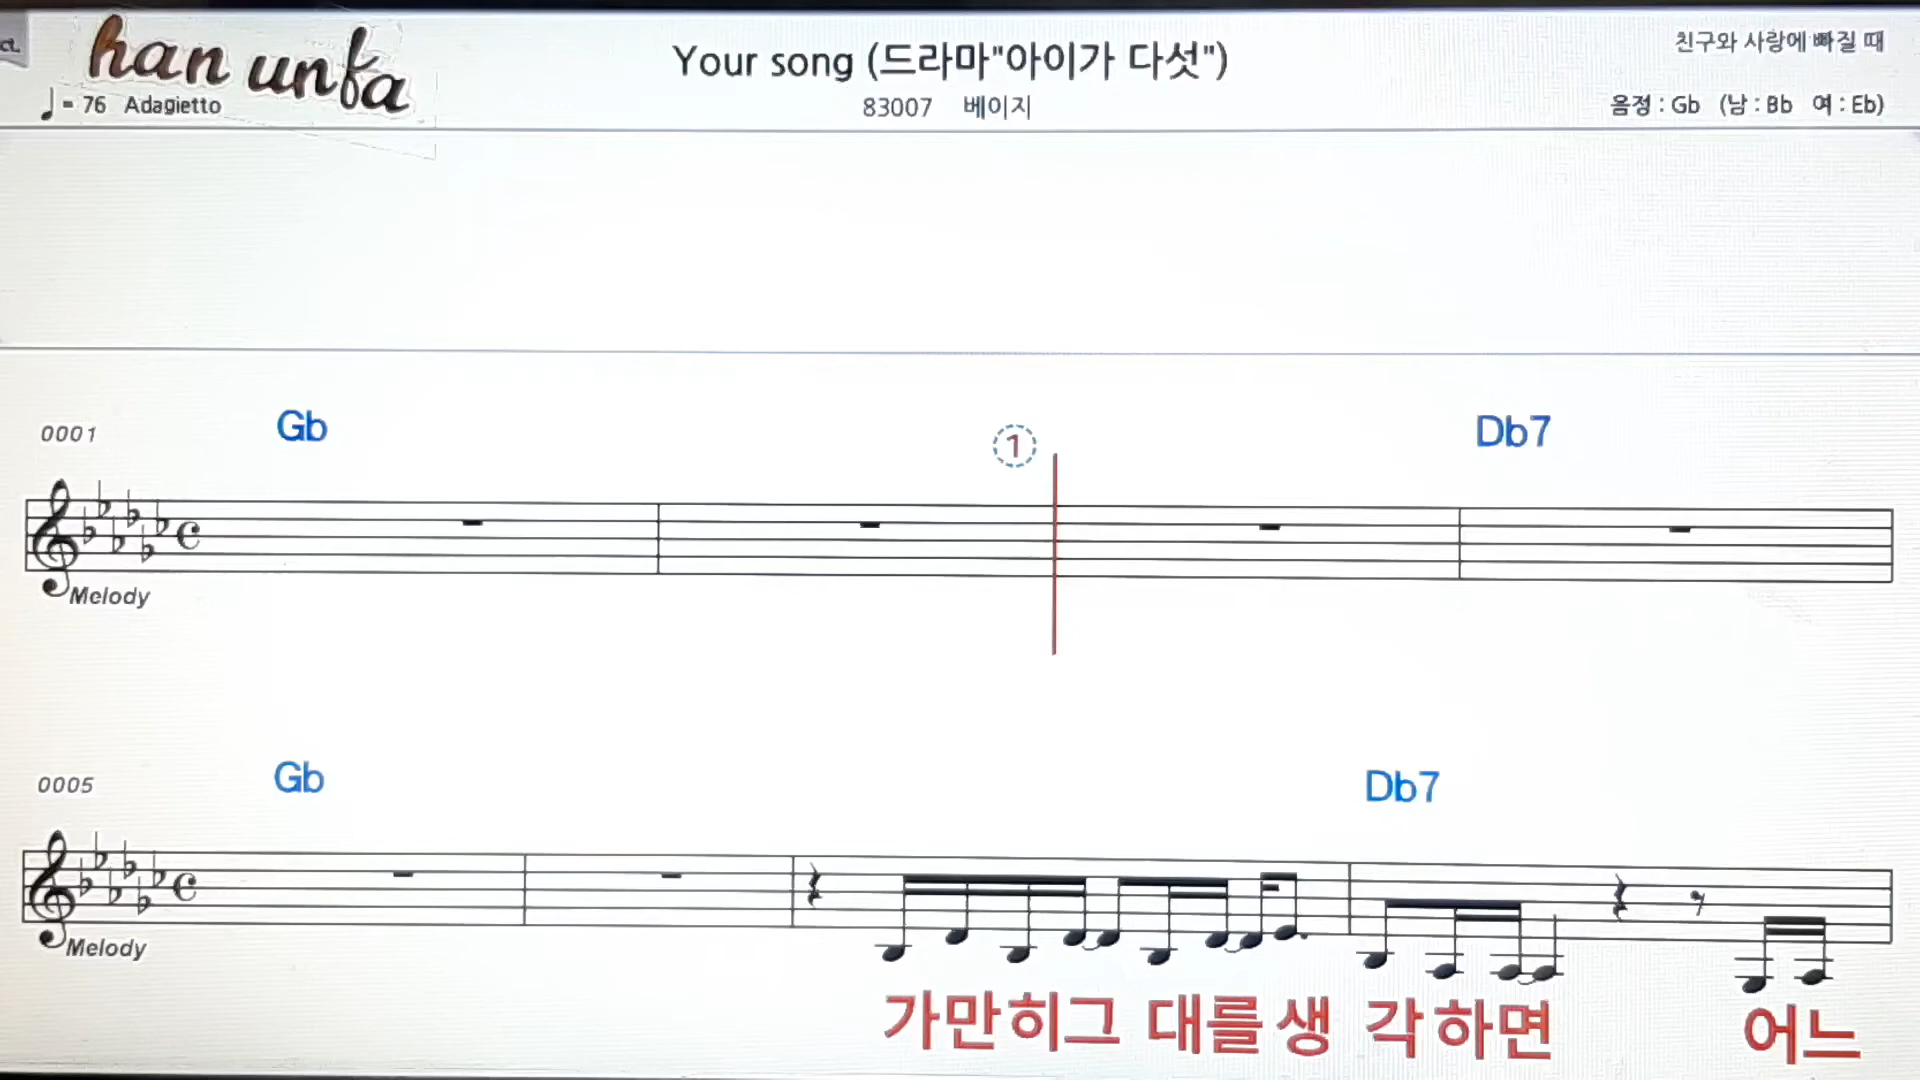 han unfa
Your song (드라마"아이가 다섯")
친구와 사랑에 빠질 때
♩= 76 Adagietto
83007 베이지
음정 : Gb (남 : Bb 여 : Eb)
0001 Gb ① Db7
Melody
0005 Gb Db7
Melody
가만히그 대를생 각하면 어느